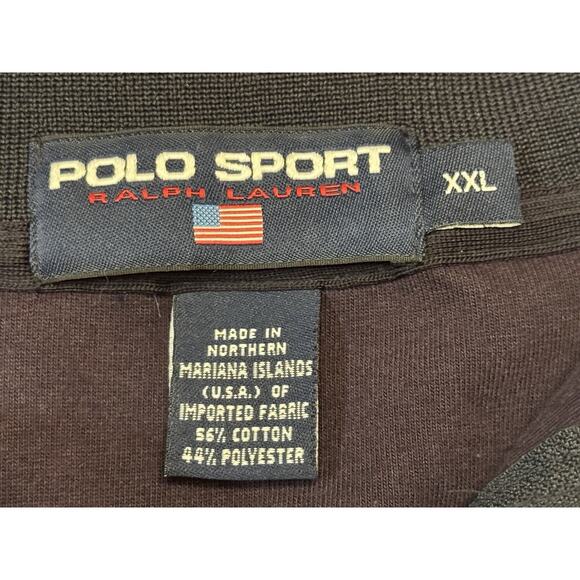 POLO SPORT
RALPH LAUREN
XXL
MADE IN
NORTHERN
MARIANA ISLANDS
(U.S.A.) OF
IMPORTED FABRIC
56% COTTON
44% POLYESTER